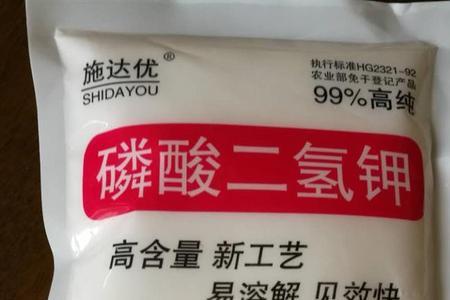 施达优®
SHIDAYOU
执行标准HG2321-92
农业部免于登记产品
99%高纯
磷酸二氢钾
高含量 新工艺
易溶解 见效快